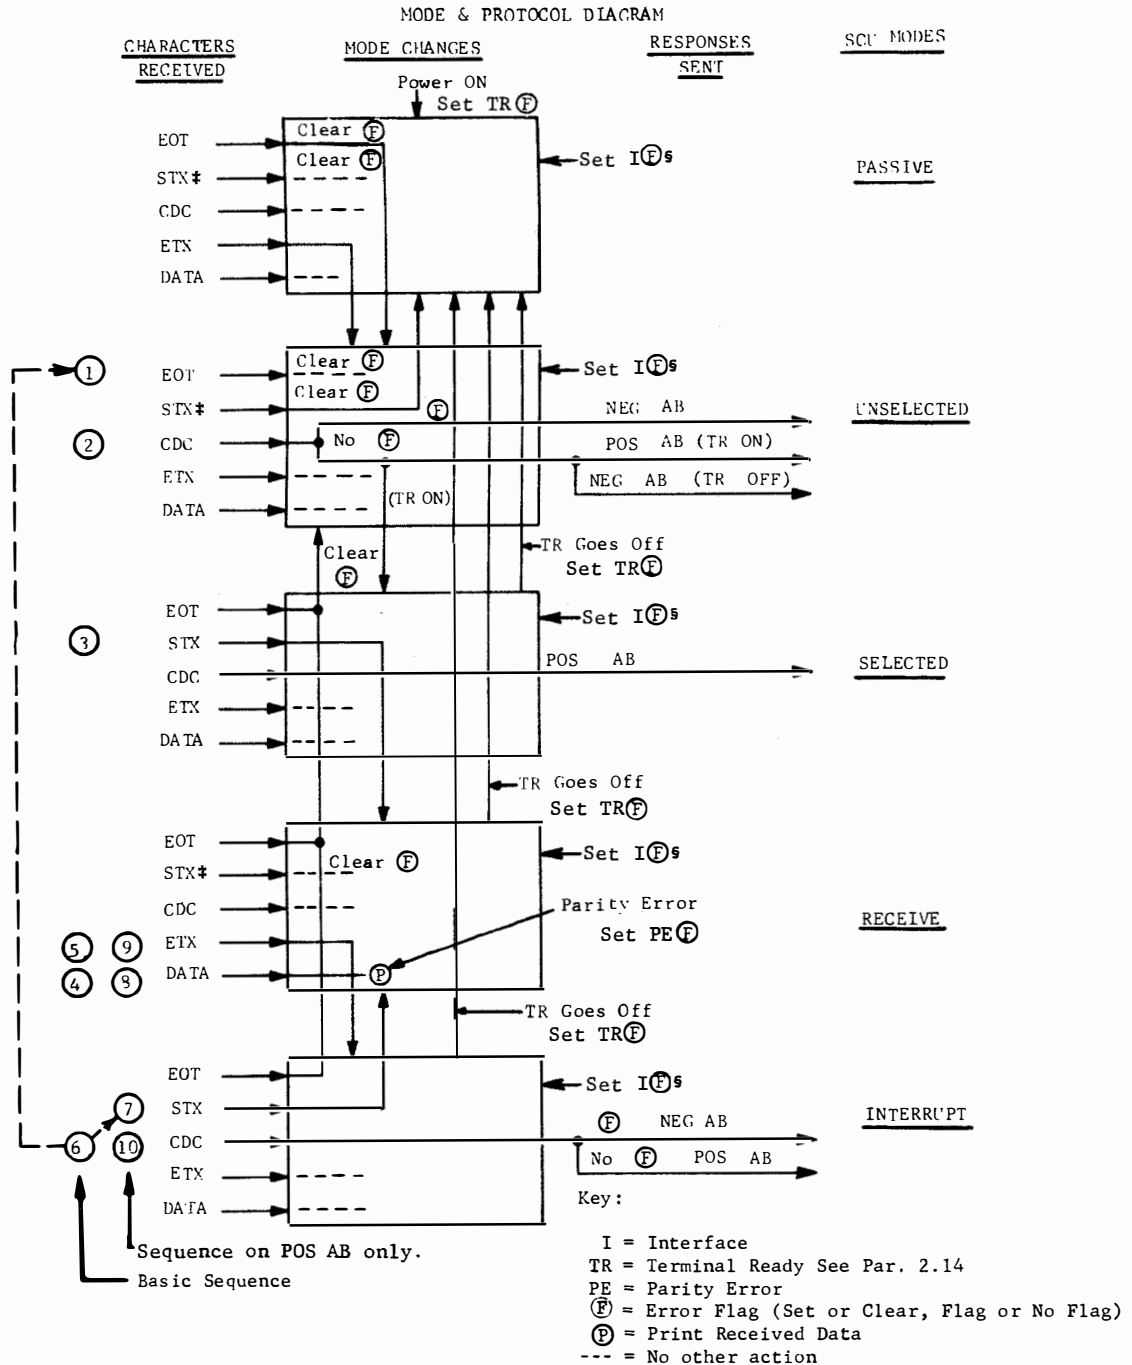 MODE & PROTOCOL DIAGRAM
CHARACTERS RECEIVED
MODE CHANGES
RESPONSES SENT
SCU MODES
Power ON
Set TR Ⓕ
EOT
Clear Ⓕ
Clear Ⓕ
Set I Ⓕ §
STX ‡
PASSIVE
CDC
ETX
DATA
①
EOT
Clear Ⓕ
Set I Ⓕ §
Clear Ⓕ
STX ‡
Ⓕ
NEG AB
UNSELECTED
②
CDC
No Ⓕ
POS AB (TR ON)
ETX
(TR ON)
NEG AB (TR OFF)
DATA
Clear Ⓕ
TR Goes Off
Set TR Ⓕ
EOT
Set I Ⓕ §
③
STX
POS AB
CDC
SELECTED
ETX
DATA
TR Goes Off
Set TR Ⓕ
EOT
Clear Ⓕ
Set I Ⓕ §
STX ‡
CDC
Parity Error
Set PE Ⓕ
RECEIVE
⑤ ⑨
ETX
④ ⑧
DATA
Ⓟ
TR Goes Off
Set TR Ⓕ
EOT
Set I Ⓕ §
⑦
STX
Ⓕ NEG AB
INTERRUPT
⑥ ⑩
CDC
No Ⓕ POS AB
ETX
DATA
Key:
Sequence on POS AB only.
Basic Sequence
I = Interface
TR = Terminal Ready See Par. 2.14
PE = Parity Error
Ⓕ = Error Flag (Set or Clear, Flag or No Flag)
Ⓟ = Print Received Data
--- = No other action